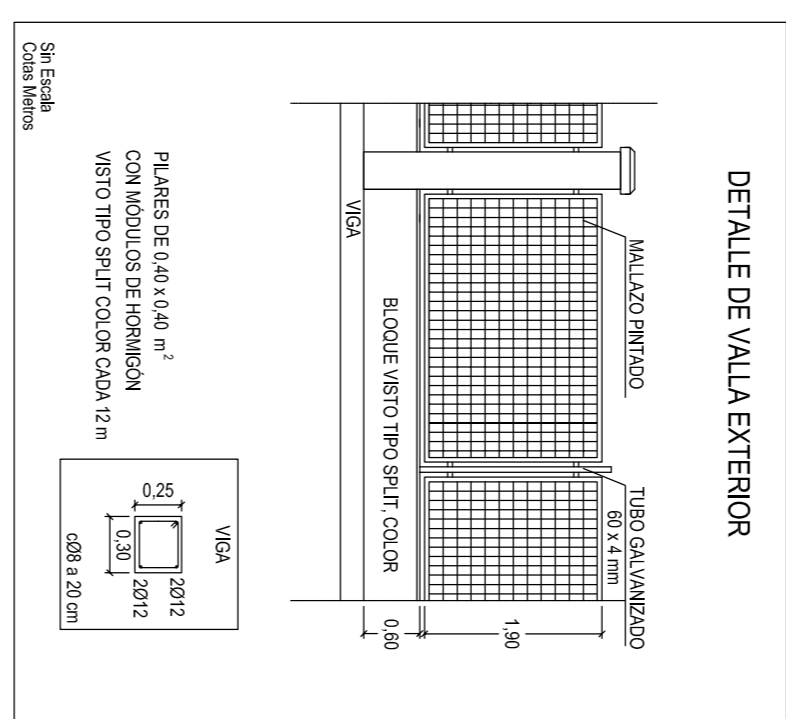 DETALLE DE VALLA EXTERIOR
MALLAZO PINTADO
TUBO GALVANIZADO
60 x 4 mm
1,90
0,60
BLOQUE VISTO TIPO SPLIT, COLOR
VIGA
PILARES DE 0,40 x 0,40 m²
CON MÓDULOS DE HORMIGÓN
VISTO TIPO SPLIT COLOR CADA 12 m
VIGA
0,25
2Ø12
0,30
2Ø12
cØ8 a 20 cm
Sin Escala
Cotas Metros